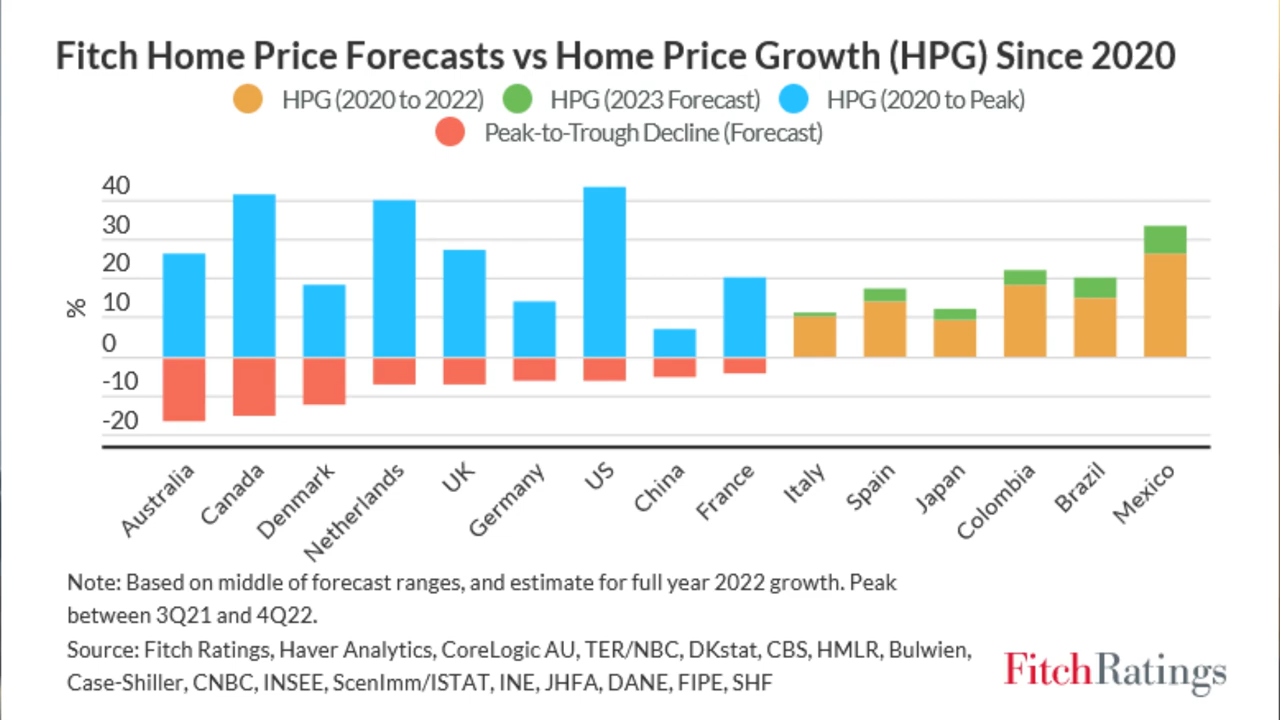 Fitch Home Price Forecasts vs Home Price Growth (HPG) Since 2020
HPG (2020 to 2022) HPG (2023 Forecast) HPG (2020 to Peak)
Peak-to-Trough Decline (Forecast)
40
30
20
10
0
-10
-20
%
Australia
Canada
Denmark
Netherlands
UK
Germany
US
China
France
Italy
Spain
Japan
Colombia
Brazil
Mexico
Note: Based on middle of forecast ranges, and estimate for full year 2022 growth. Peak
between 3Q21 and 4Q22.
Source: Fitch Ratings, Haver Analytics, CoreLogic AU, TER/NBC, DKstat, CBS, HMLR, Bulwien,
Case-Shiller, CNBC, INSEE, ScenImm/ISTAT, INE, JHFA, DANE, FIPE, SHF
FitchRatings